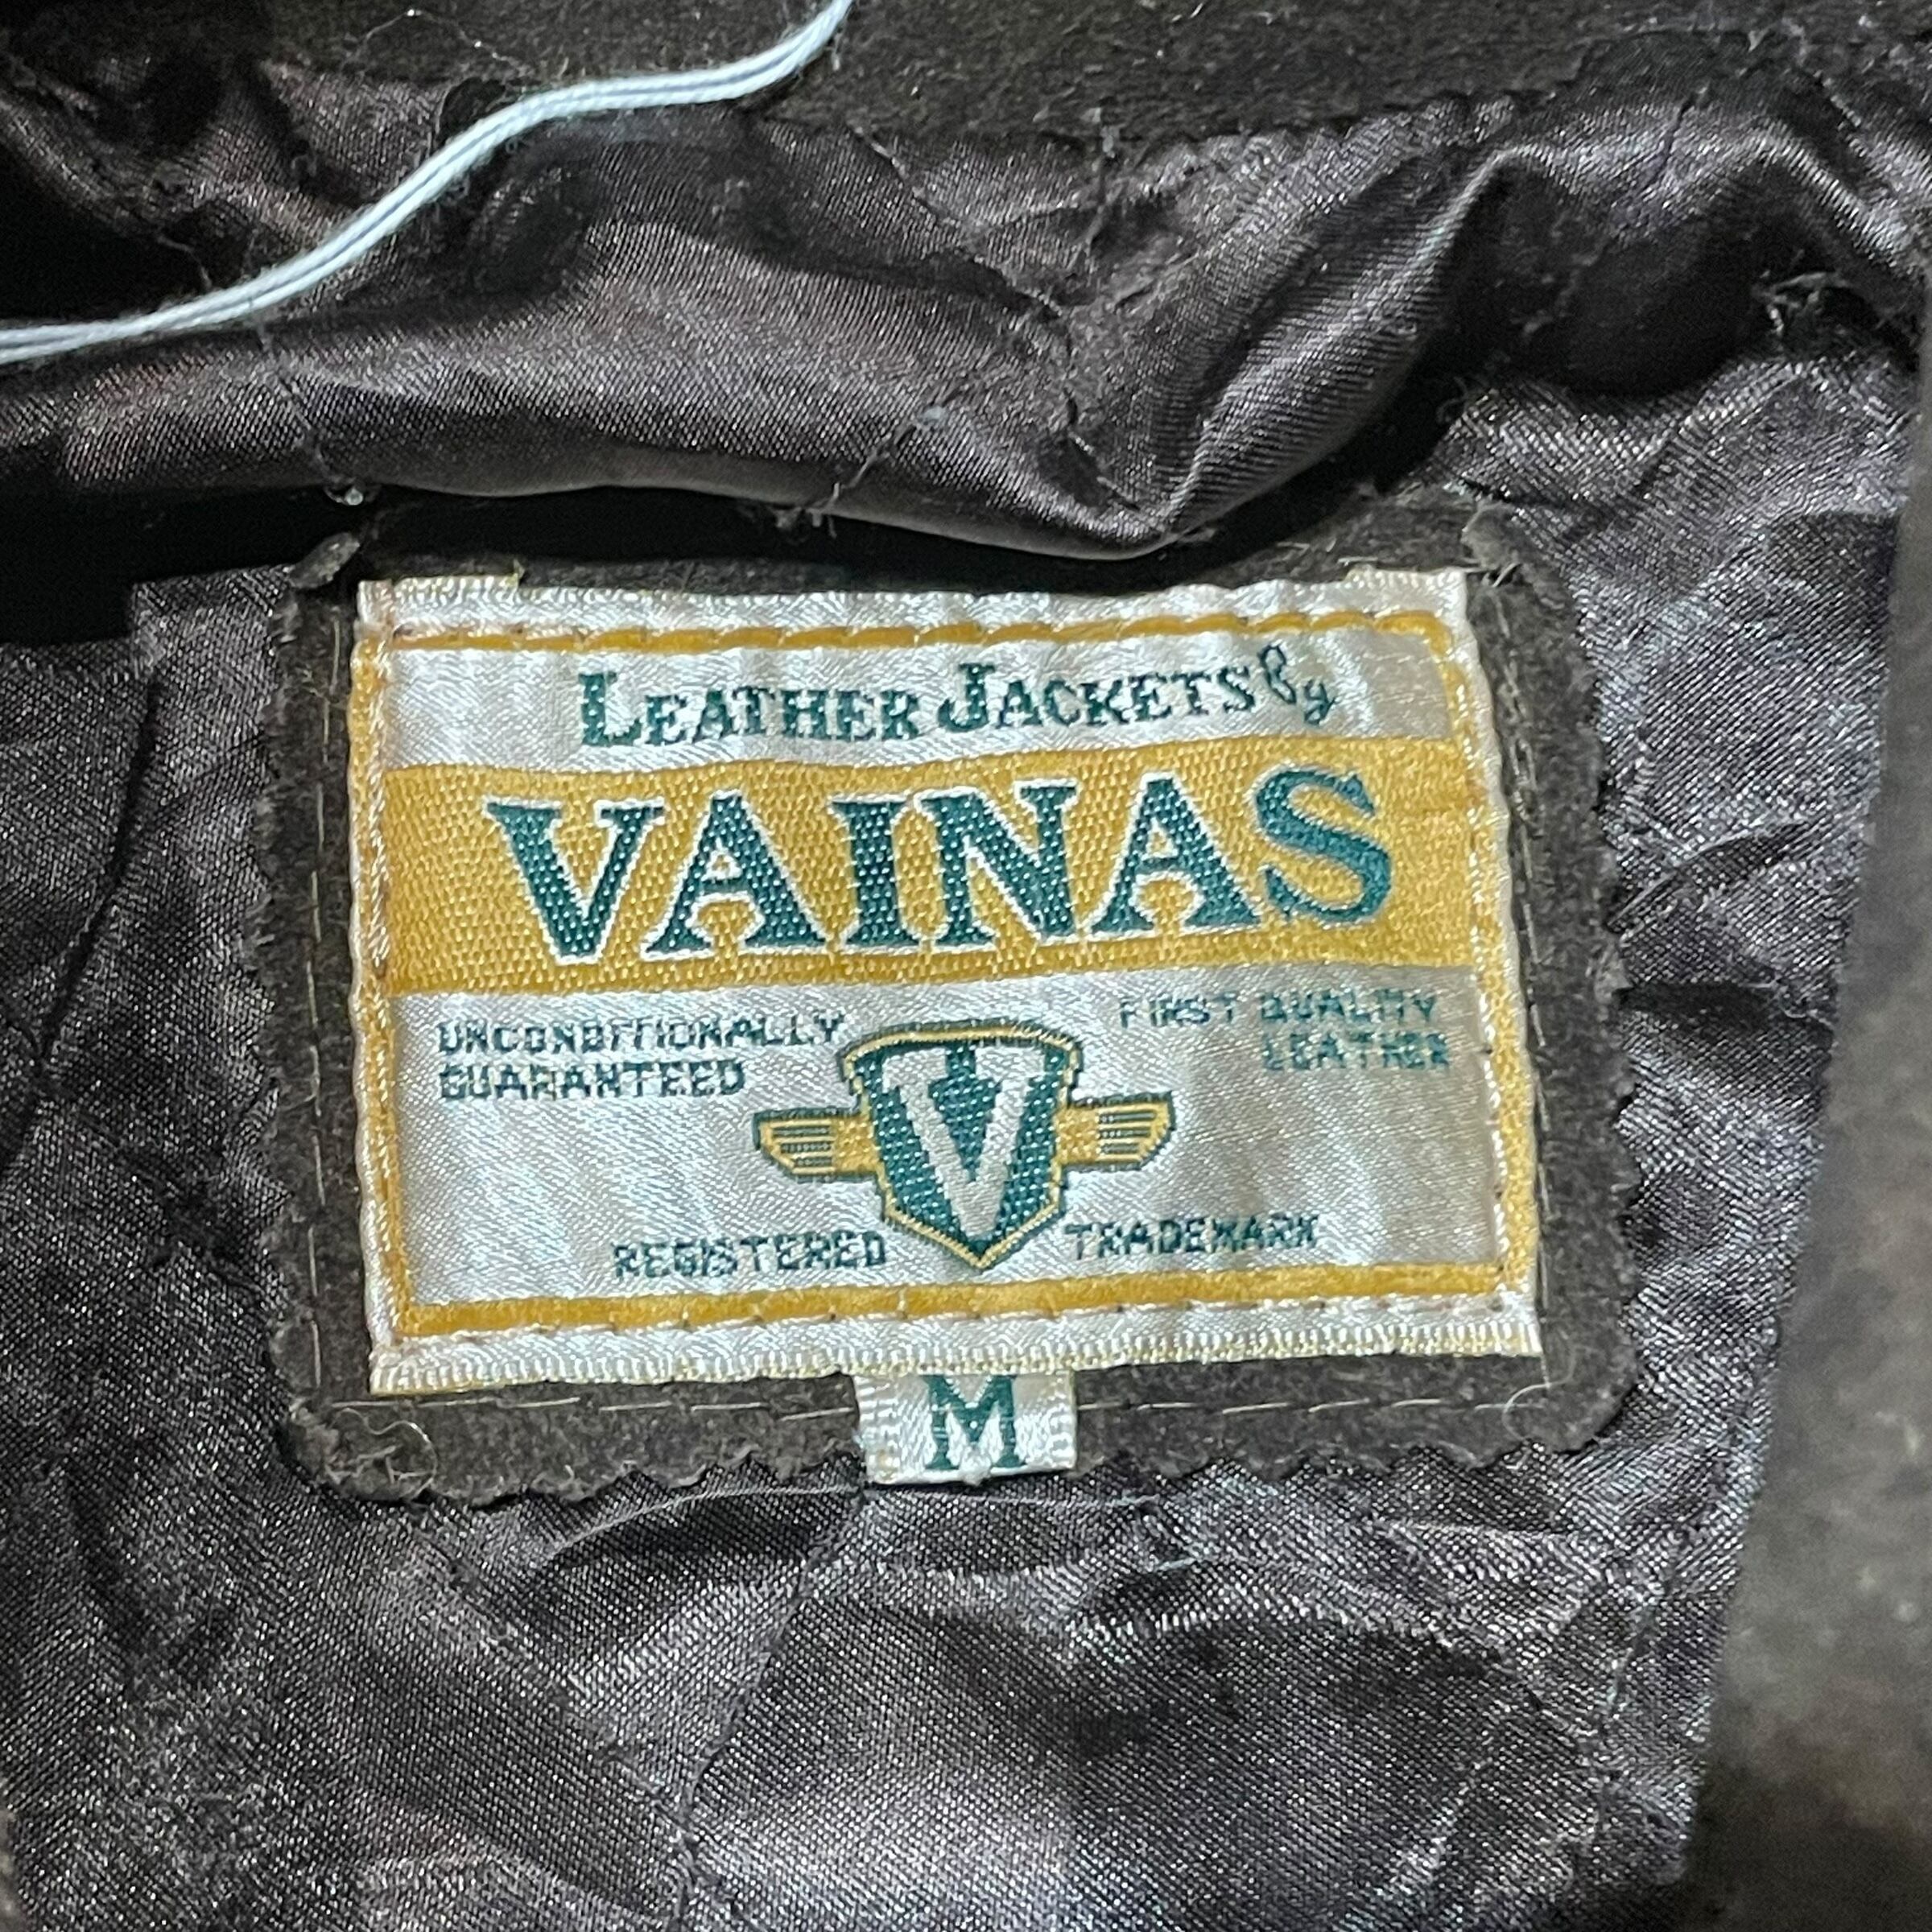 LEATHER JACKETS By
VAINAS
UNCONDITIONALLY
GUARANTEED
FIRST QUALITY
LEATHER
V
REGISTERED TRADEMARK
M